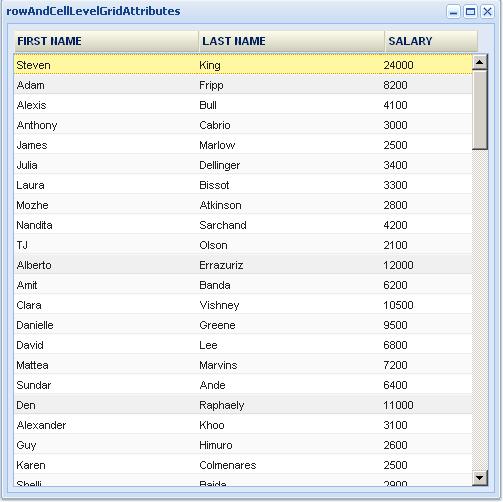 rowAndCellLevelGridAttributes
FIRST NAME LAST NAME SALARY
Steven King 24000
Adam Fripp 8200
Alexis Bull 4100
Anthony Cabrio 3000
James Marlow 2500
Julia Dellinger 3400
Laura Bissot 3300
Mozhe Atkinson 2800
Nandita Sarchand 4200
TJ Olson 2100
Alberto Errazuriz 12000
Amit Banda 6200
Clara Vishney 10500
Danielle Greene 9500
David Lee 6800
Mattea Marvins 7200
Sundar Ande 6400
Den Raphaely 11000
Alexander Khoo 3100
Guy Himuro 2600
Karen Colmenares 2500
Shelli Baida 2900